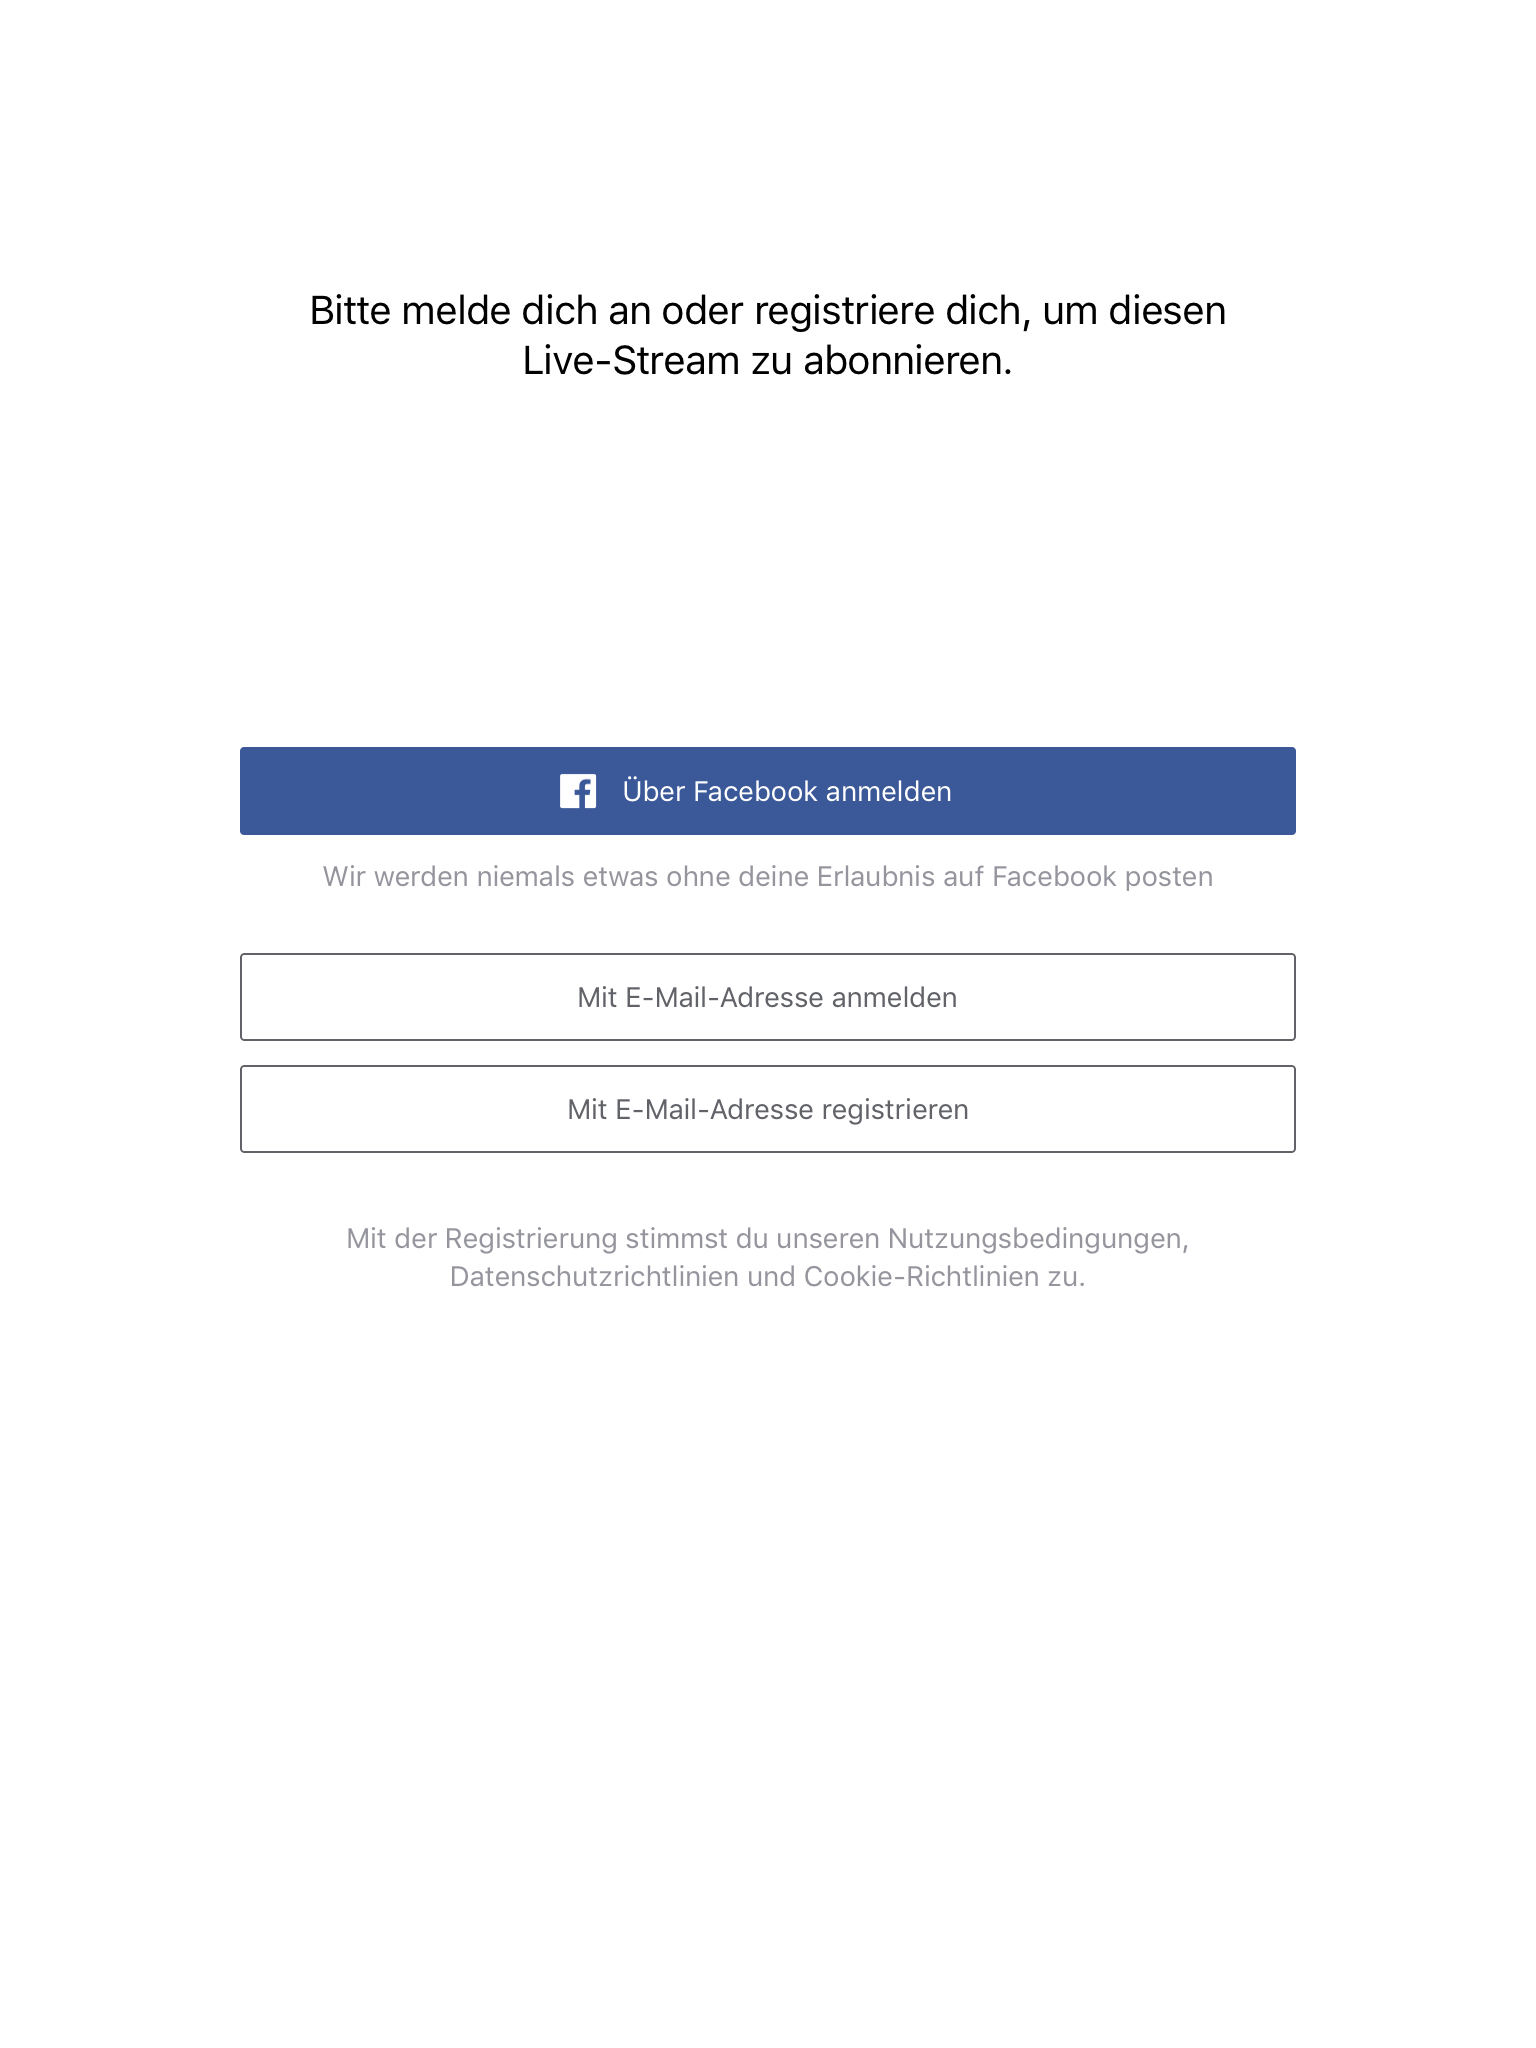 Bitte melde dich an oder registriere dich, um diesen
Live-Stream zu abonnieren.
Über Facebook anmelden
Wir werden niemals etwas ohne deine Erlaubnis auf Facebook posten
Mit E-Mail-Adresse anmelden
Mit E-Mail-Adresse registrieren
Mit der Registrierung stimmst du unseren Nutzungsbedingungen,
Datenschutzrichtlinien und Cookie-Richtlinien zu.